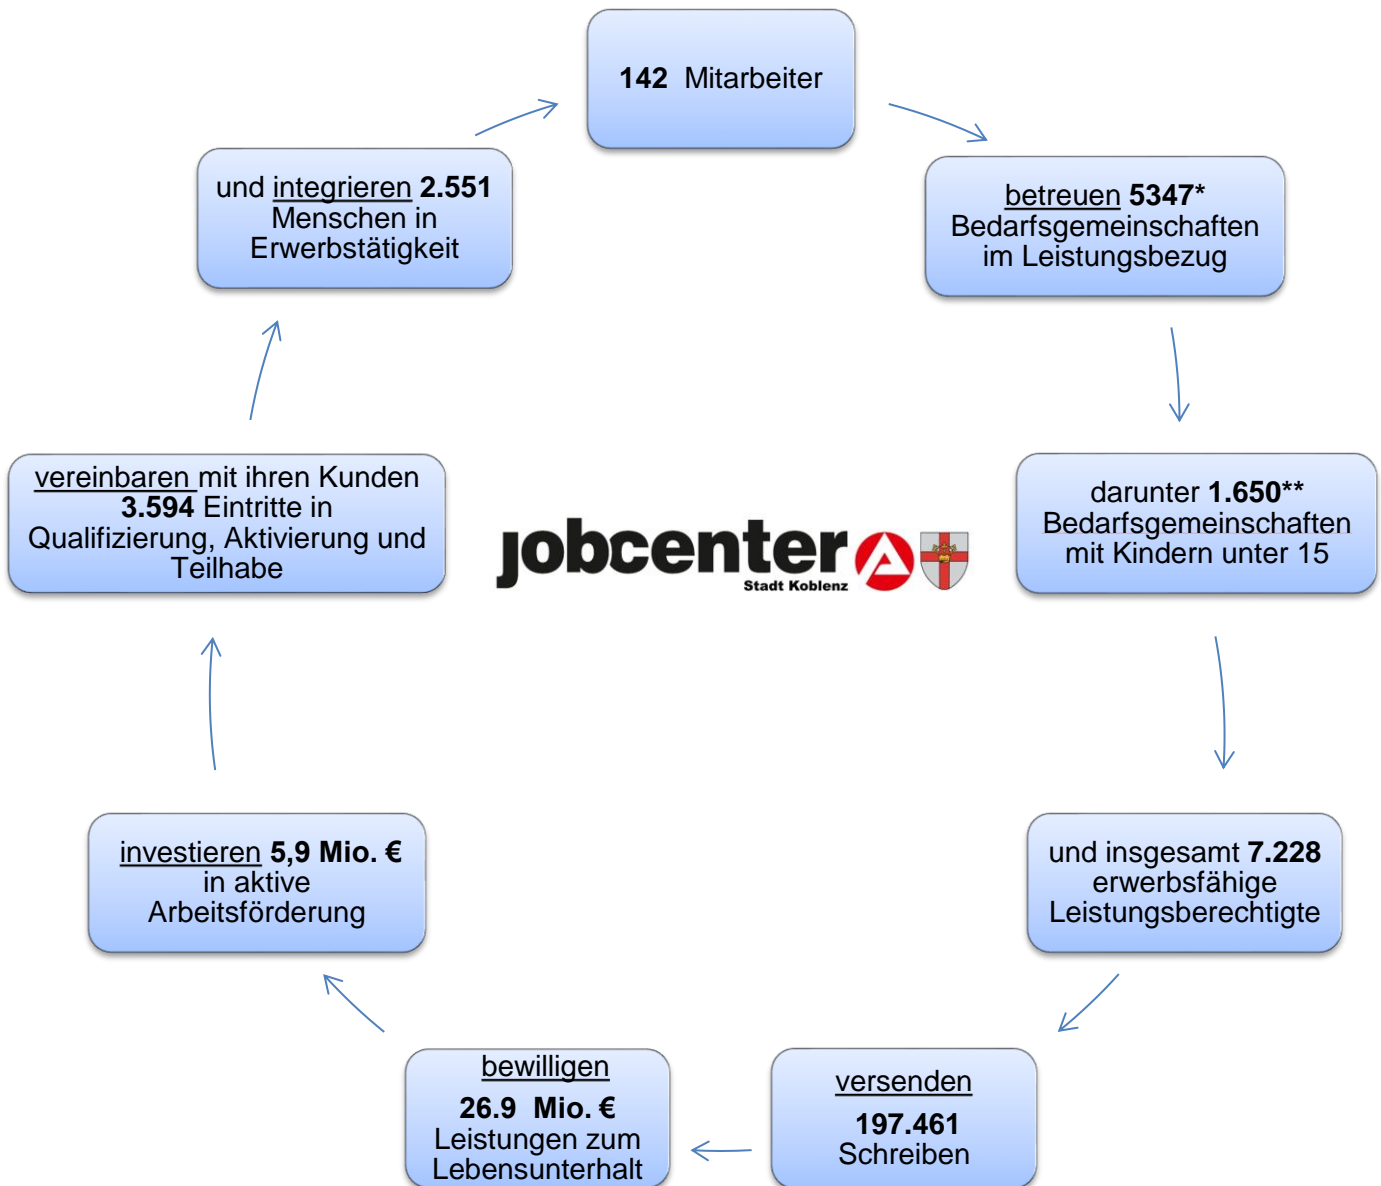 142 Mitarbeiter
betreuen 5347*
Bedarfsgemeinschaften
im Leistungsbezug
darunter 1.650**
Bedarfsgemeinschaften
mit Kindern unter 15
und insgesamt 7.228
erwerbsfähige
Leistungsberechtigte
versenden
197.461
Schreiben
bewilligen
26.9 Mio. €
Leistungen zum
Lebensunterhalt
investieren 5,9 Mio. €
in aktive
Arbeitsförderung
vereinbaren mit ihren Kunden
3.594 Eintritte in
Qualifizierung, Aktivierung und
Teilhabe
und integrieren 2.551
Menschen in
Erwerbstätigkeit
jobcenter
Stadt Koblenz